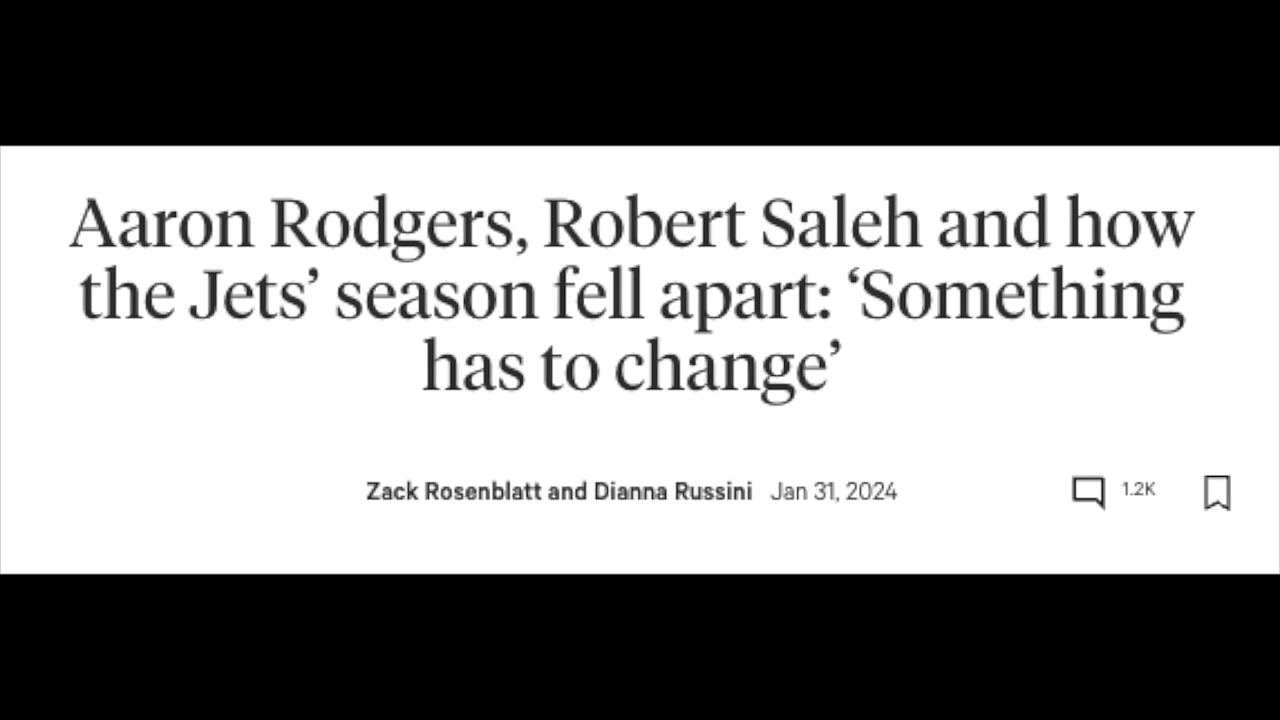 Aaron Rodgers, Robert Saleh and how
the Jets’ season fell apart: ‘Something
has to change’
Zack Rosenblatt and Dianna Russini Jan 31, 2024 1.2K